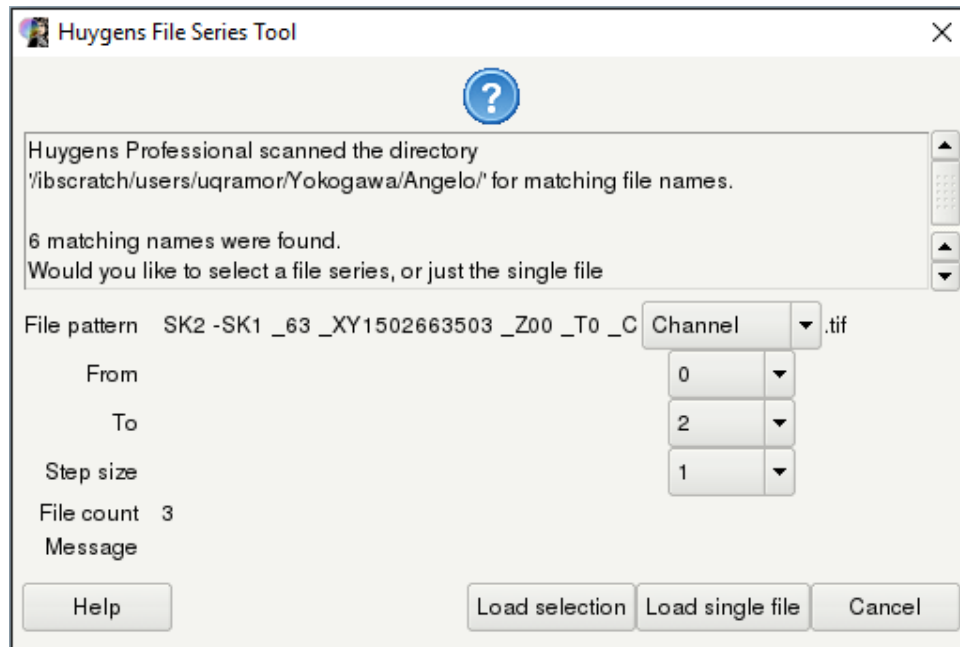 Huygens File Series Tool
?
Huygens Professional scanned the directory
'/ibscratch/users/uqramor/Yokogawa/Angelo/' for matching file names.
6 matching names were found.
Would you like to select a file series, or just the single file
File pattern SK2 -SK1 _63 _XY1502663503 _Z00 _T0 _C Channel .tif
From 0
To 2
Step size 1
File count 3
Message
Help Load selection Load single file Cancel